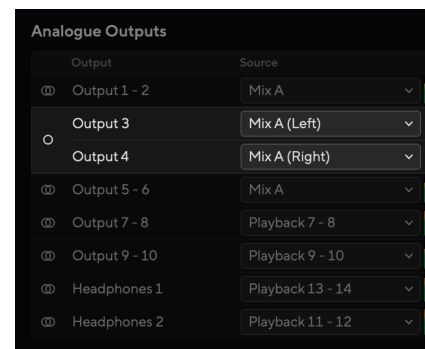 Analogue Outputs
Output Source
Output 1 - 2 Mix A
Output 3 Mix A (Left)
Output 4 Mix A (Right)
Output 5 - 6 Mix A
Output 7 - 8 Playback 7 - 8
Output 9 - 10 Playback 9 - 10
Headphones 1 Playback 13 - 14
Headphones 2 Playback 11 - 12